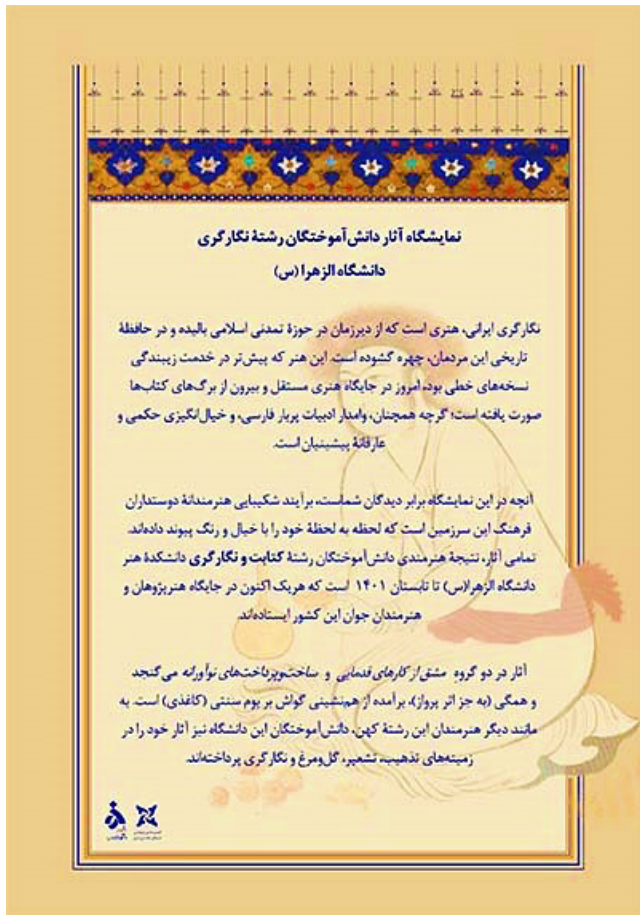 نمایشگاه آثار دانش‌آموختگان رشتهٔ نگارگری
دانشگاه الزهرا (س)
نگارگری ایرانی، هنری است که از دیرزمان در حوزهٔ تمدنی اسلامی بالیده و در حافظهٔ
تاریخی این مردمان، چهره گشوده است. این هنر که پیش‌تر در خدمت زیبندگی
نسخه‌های خطی بود، امروز در جایگاه هنری مستقل و بیرون از برگ‌های کتاب‌ها
صورت یافته است؛ گرچه همچنان، وامدار ادبیات پربار فارسی، و خیال‌انگیزی حکمی و
عارفانهٔ پیشینیان است.
آنچه در این نمایشگاه برابر دیدگان شماست، برآیند شکیبایی هنرمندانهٔ دوستداران
فرهنگ این سرزمین است که لحظه به لحظهٔ خود را با خیال و رنگ پیوند داده‌اند.
تمامی آثار، نتیجهٔ هنرمندی دانش‌آموختگان رشتهٔ کتابت و نگارگری دانشکدهٔ هنر
دانشگاه الزهرا(س) تا تابستان ۱۴۰۱ است که هریک اکنون در جایگاه هنرپژوهان و
هنرمندان جوان این کشور ایستاده‌اند.
آثار در دو گروه مشق از کارهای قدمایی و ساخت‌وپرداخت‌های نوآورانه می‌گنجد
و همگی (به جز اثر پرواز)، برآمده از هم‌نشینی گواش بر بوم سنتی (کاغذی) است. به
مانند دیگر هنرمندان این رشتهٔ کهن، دانش‌آموختگان این دانشگاه نیز آثار خود را در
زمینه‌های تذهیب، تشعیر، گل‌ومرغ و نگارگری پرداخته‌اند.